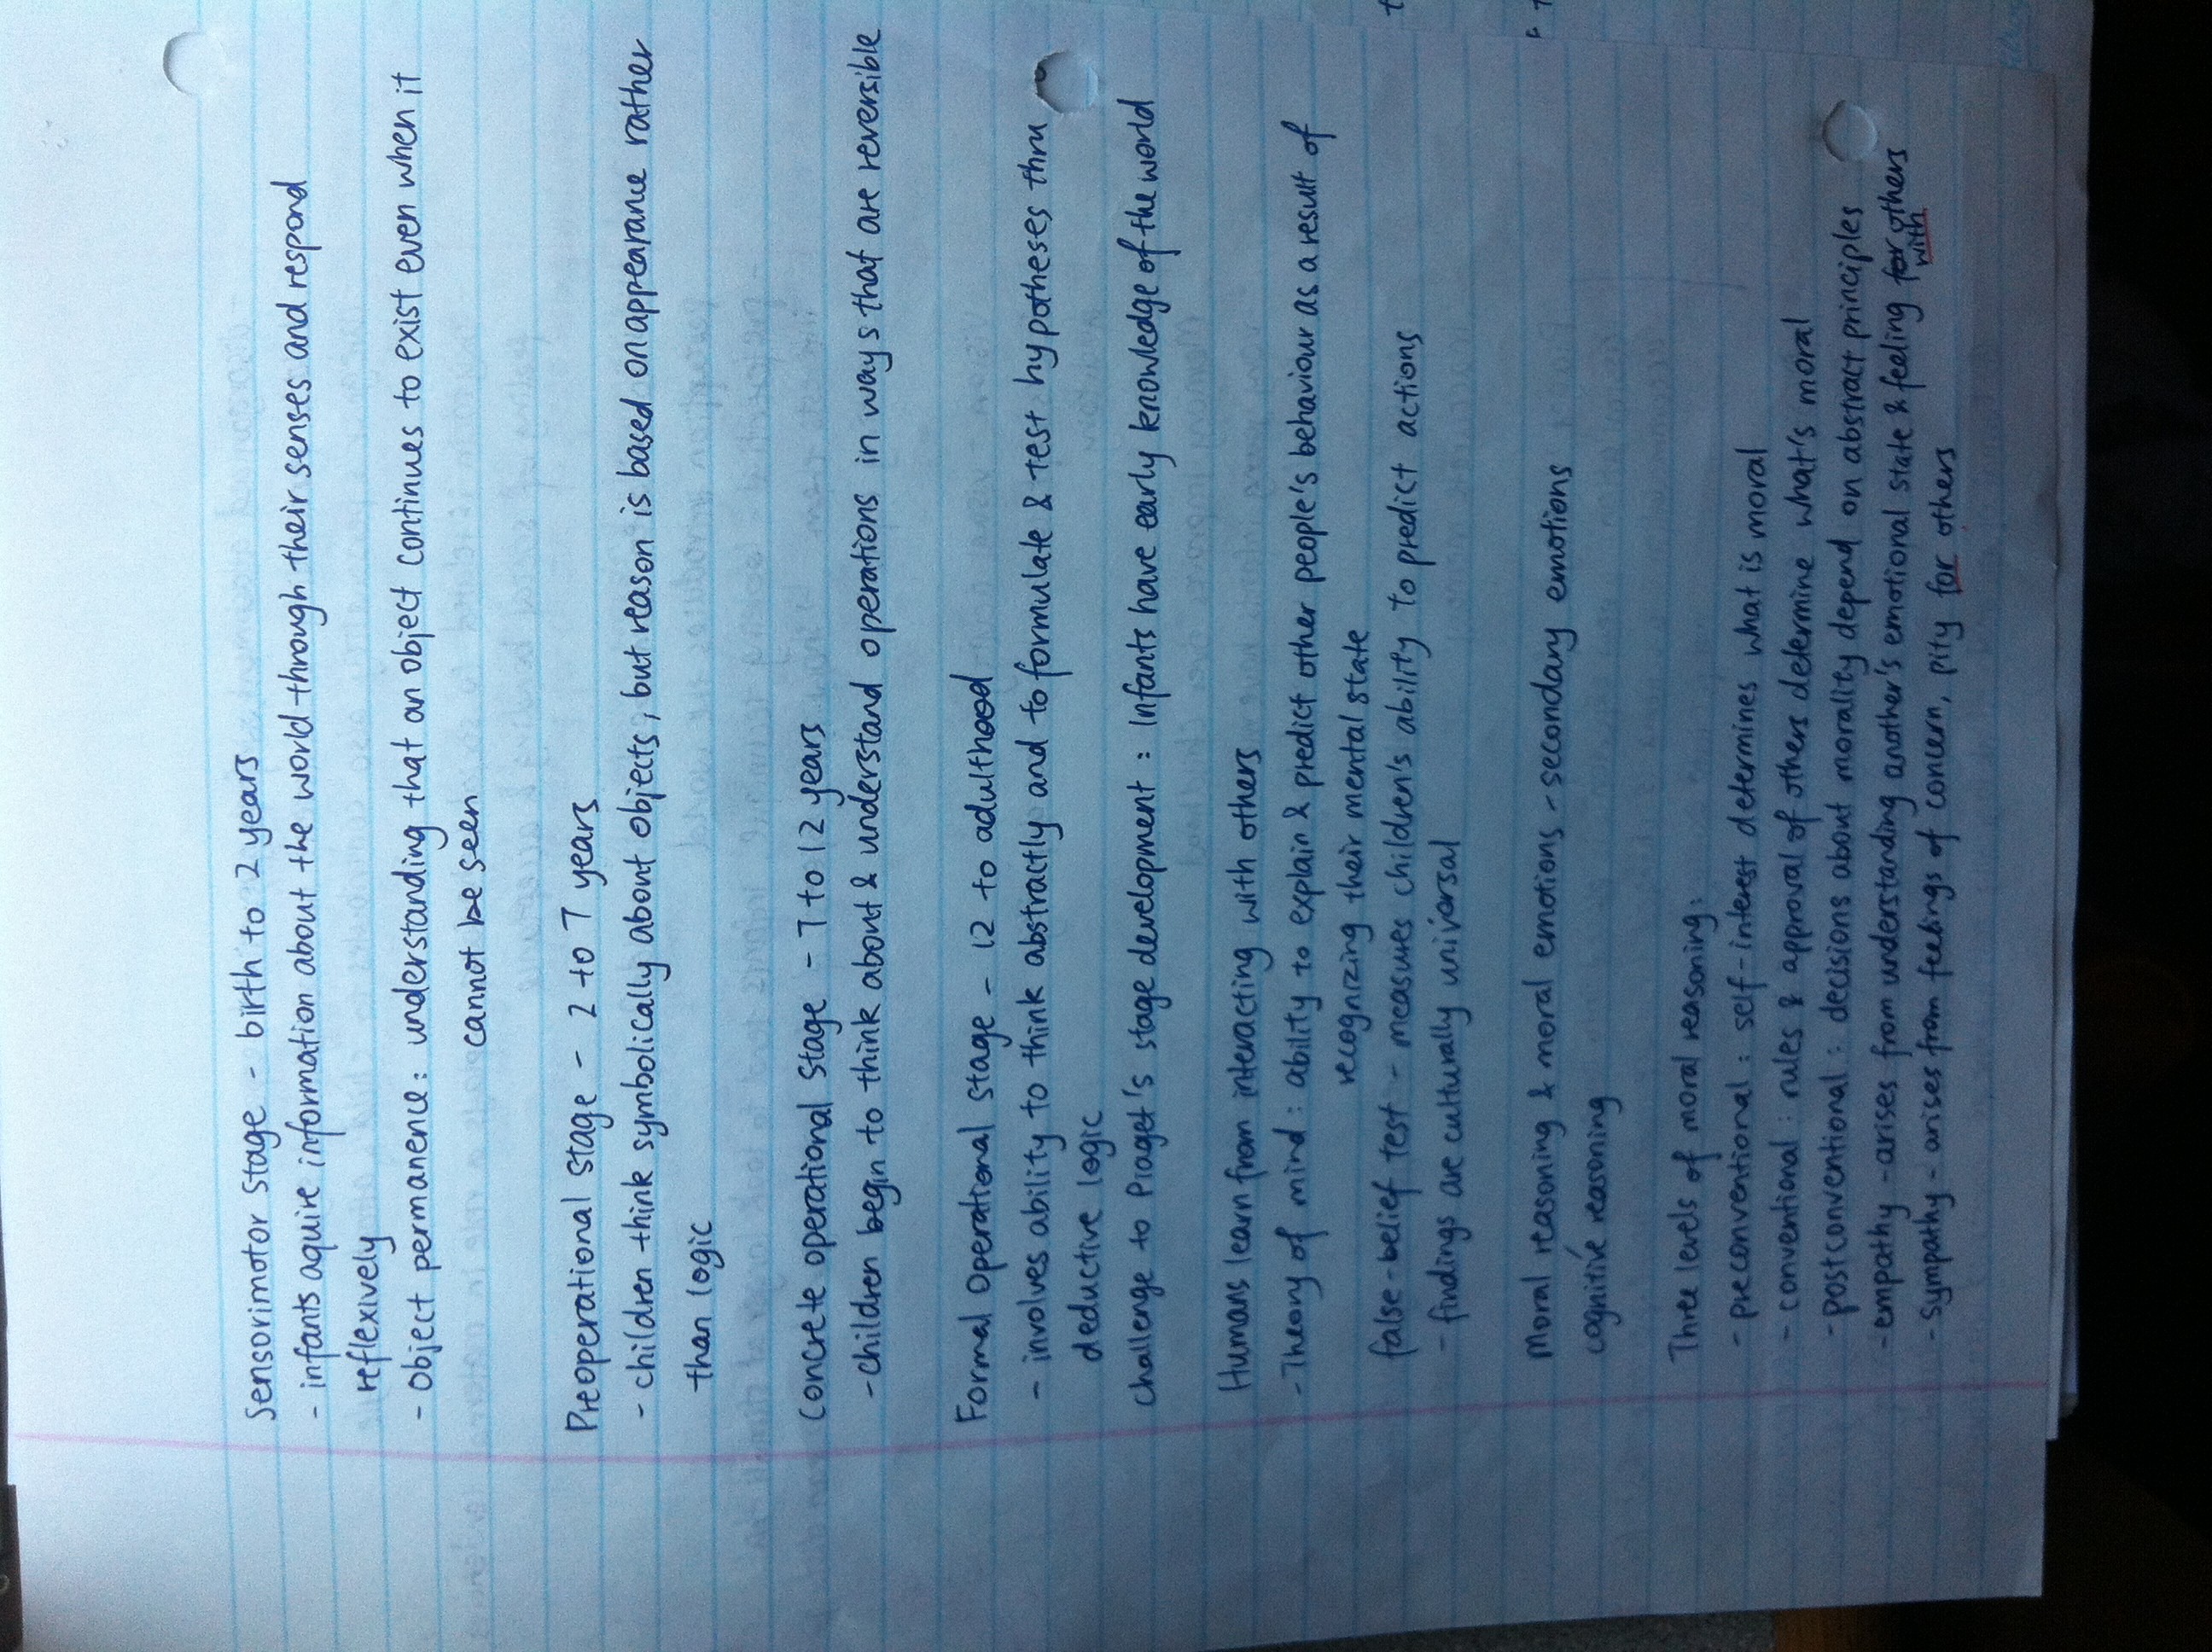 Sensorimotor Stage - birth to 2 years
- infants aquire information about the world through their senses and respond
reflexively
- Object permanence: understanding that an object continues to exist even when it
cannot be seen
Preoperational Stage - 2 to 7 years
- children think symbolically about objects, but reason is based on appearance rather
than logic
Concrete operational Stage - 7 to 12 years
- children begin to think about & understand operations in ways that are reversible
Formal Operational Stage - 12 to adulthood
- involves ability to think abstractly and to formulate & test hypotheses thru
deductive logic
Challenge to Piaget's stage development: Infants have early knowledge of the world
Humans learn from interacting with others
- Theory of mind: ability to explain & predict other people's behaviour as a result of
recognizing their mental state
false-belief test - measures children's ability to predict actions
- findings are culturally universal
Moral reasoning & moral emotions - secondary emotions
cognitive reasoning
Three levels of moral reasoning:
- preconventional: self-interest determines what is moral
- conventional: rules & approval of others determine what's moral
- postconventional: decisions about morality depend on abstract principles
- empathy - arises from understanding another's emotional state & feeling for others
with
- Sympathy - arises from feelings of concern, pity for others